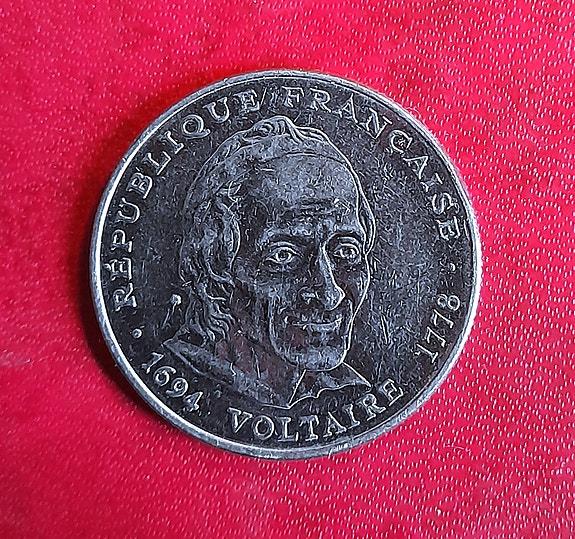 RÉPUBLIQUE FRANÇAISE
1694 VOLTAIRE 1778